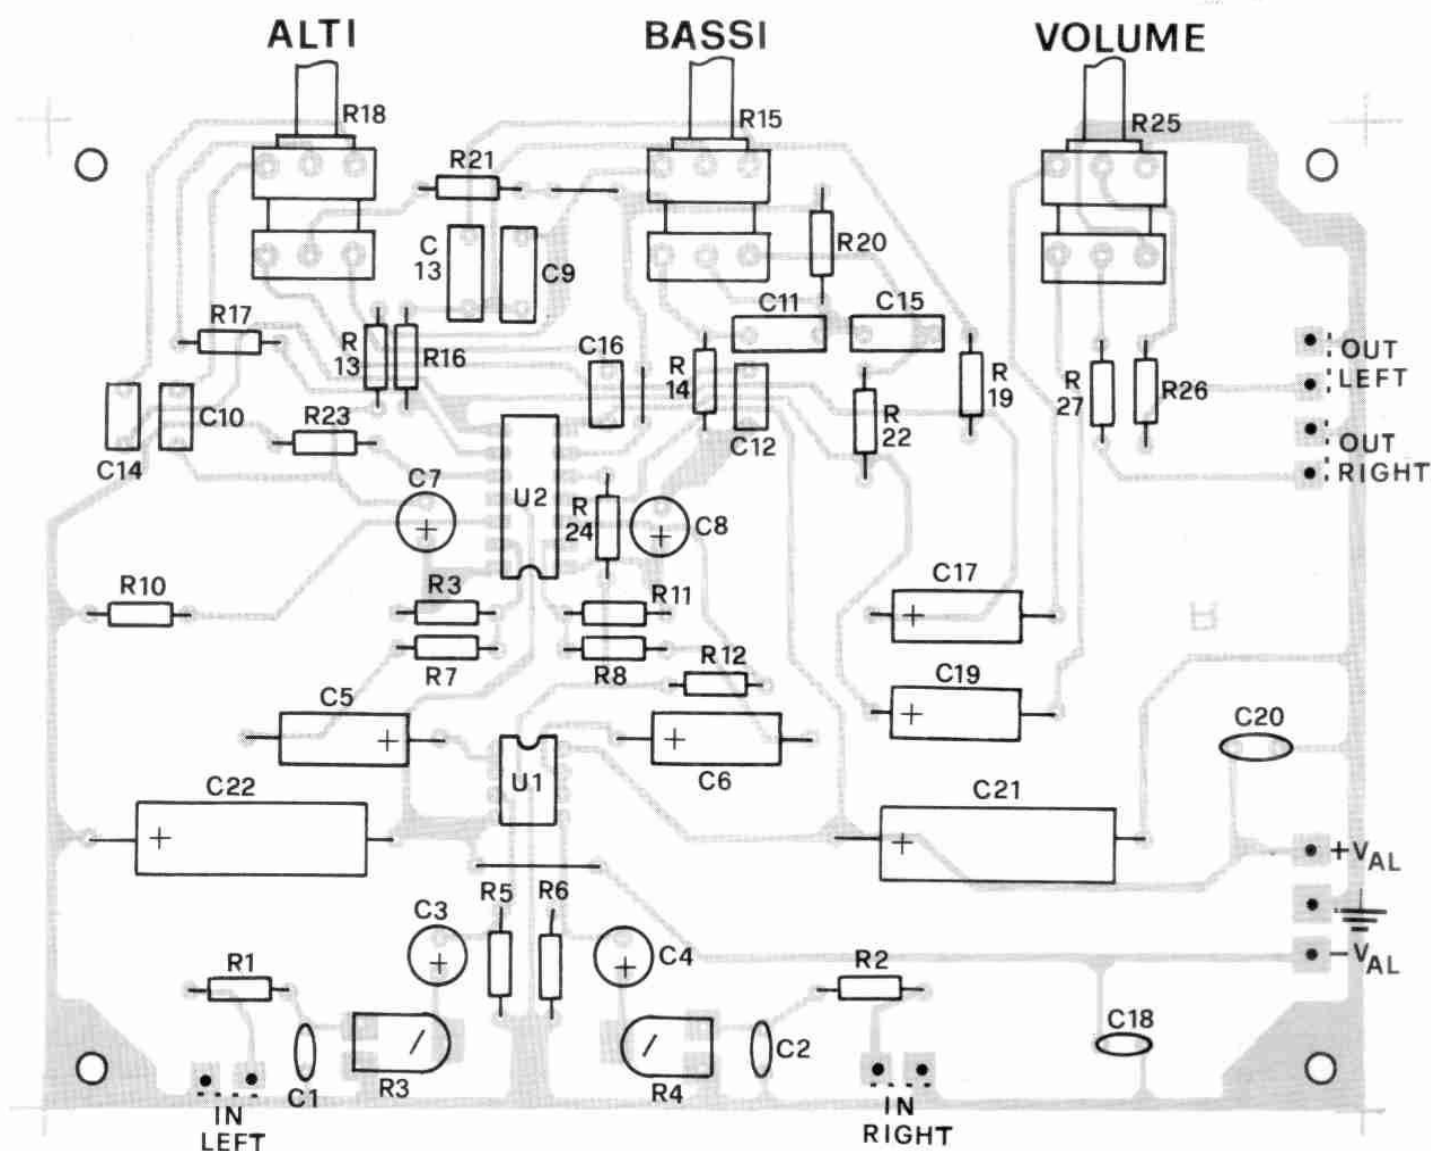 ALTI BASSI VOLUME
R18 R15 R25
R21
C
13
C9
R20
R17
R
13
R16
C16
C11 C15
R
14
R
19
R
27
R26
OUT
LEFT
C14
C10
R23
C12
R
22
OUT
RIGHT
C7
U2
R
24
C8
R10
R3
R11
C17
R7
R8
R12
C5
C19
C20
C22
U1
C6
C21
+VAL
R5 R6
C3
C4
R1
R2
-VAL
C18
C1
R3
R4
C2
IN
LEFT
IN
RIGHT